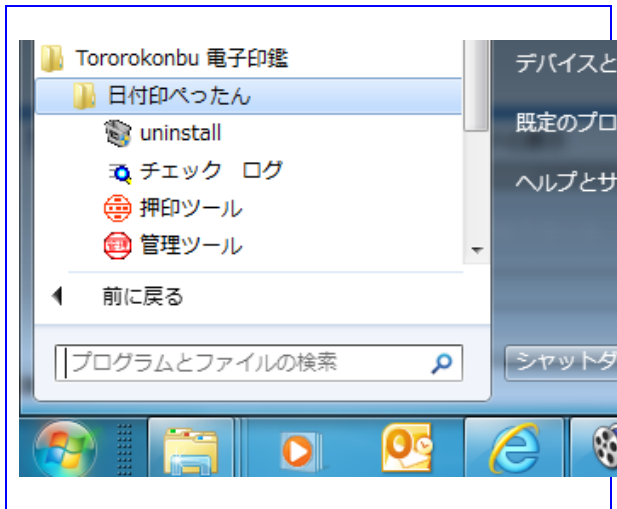 Tororokonbu 電子印鑑
日付印ぺったん
uninstall
チェック　ログ
押印ツール
管理ツール
前に戻る
プログラムとファイルの検索
デバイスと
既定のプロ
ヘルプとサ
シャットダ